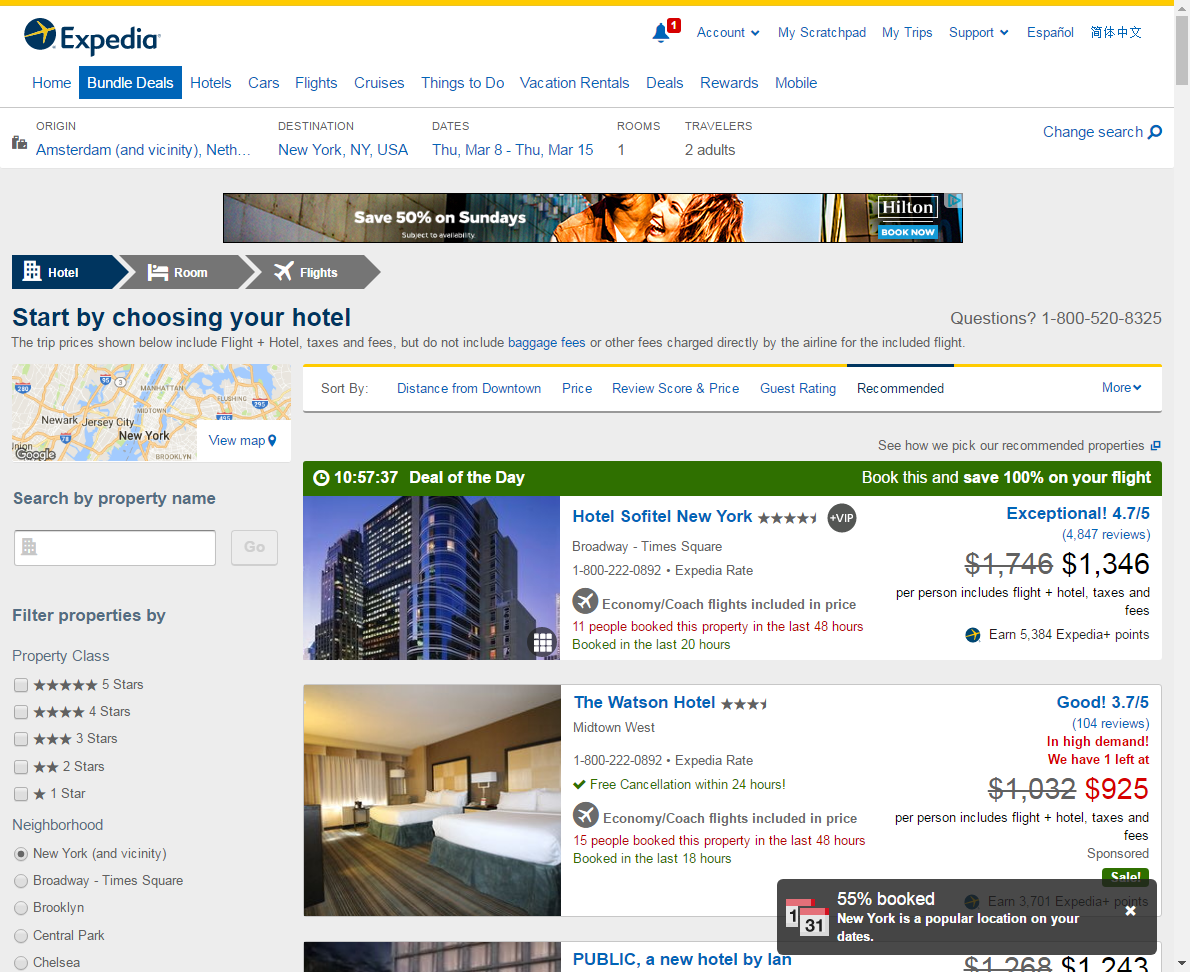 Expedia
1
Account
My Scratchpad
My Trips
Support
Español
简体中文
Home
Bundle Deals
Hotels
Cars
Flights
Cruises
Things to Do
Vacation Rentals
Deals
Rewards
Mobile
ORIGIN
Amsterdam (and vicinity), Neth...
DESTINATION
New York, NY, USA
DATES
Thu, Mar 8 - Thu, Mar 15
ROOMS
1
TRAVELERS
2 adults
Change search
Save 50% on Sundays
Subject to availability.
Hilton
BOOK NOW
Hotel
Room
Flights
Start by choosing your hotel
Questions? 1-800-520-8325
The trip prices shown below include Flight + Hotel, taxes and fees, but do not include baggage fees or other fees charged directly by the airline for the included flight.
280
95
3
MANHATTAN
FLUSHING
295
495
MIDTOWN
Newark
Jersey City
New York
78
BROOKLYN
Union
Google
View map
Sort By:
Distance from Downtown
Price
Review Score & Price
Guest Rating
Recommended
More
See how we pick our recommended properties
Search by property name
Go
Filter properties by
Property Class
5 Stars
4 Stars
3 Stars
2 Stars
1 Star
Neighborhood
New York (and vicinity)
Broadway - Times Square
Brooklyn
Central Park
Chelsea
10:57:37 Deal of the Day
Book this and save 100% on your flight
Hotel Sofitel New York
+VIP
Broadway - Times Square
1-800-222-0892 • Expedia Rate
Economy/Coach flights included in price
11 people booked this property in the last 48 hours
Booked in the last 20 hours
Exceptional! 4.7/5
(4,847 reviews)
$1,746 $1,346
per person includes flight + hotel, taxes and
fees
Earn 5,384 Expedia+ points
The Watson Hotel
Midtown West
1-800-222-0892 • Expedia Rate
Free Cancellation within 24 hours!
Economy/Coach flights included in price
15 people booked this property in the last 48 hours
Booked in the last 18 hours
Good! 3.7/5
(104 reviews)
In high demand!
We have 1 left at
$1,032 $925
per person includes flight + hotel, taxes and
fees
Sponsored
Sale!
Earn 3,701 Expedia+ points
1
31
55% booked
New York is a popular location on your
dates.
PUBLIC, a new hotel by Ian
$1,268 $1,243